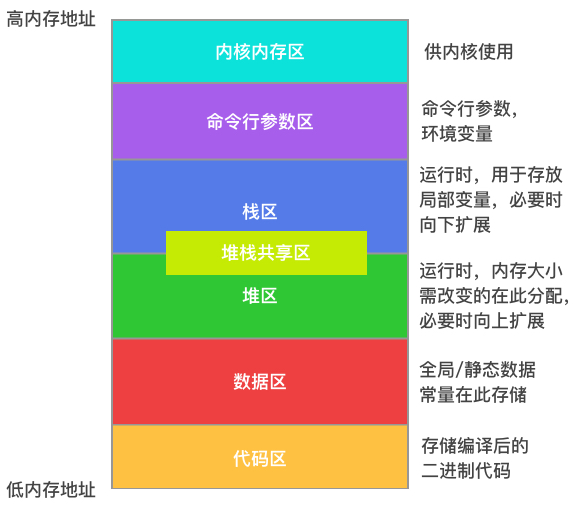 高内存地址
内核内存区
供内核使用
命令行参数区
命令行参数，
环境变量
栈区
运行时，用于存放
局部变量，必要时
向下扩展
堆栈共享区
堆区
运行时，内存大小
需改变的在此分配，
必要时向上扩展
数据区
全局/静态数据
常量在此存储
代码区
存储编译后的
二进制代码
低内存地址